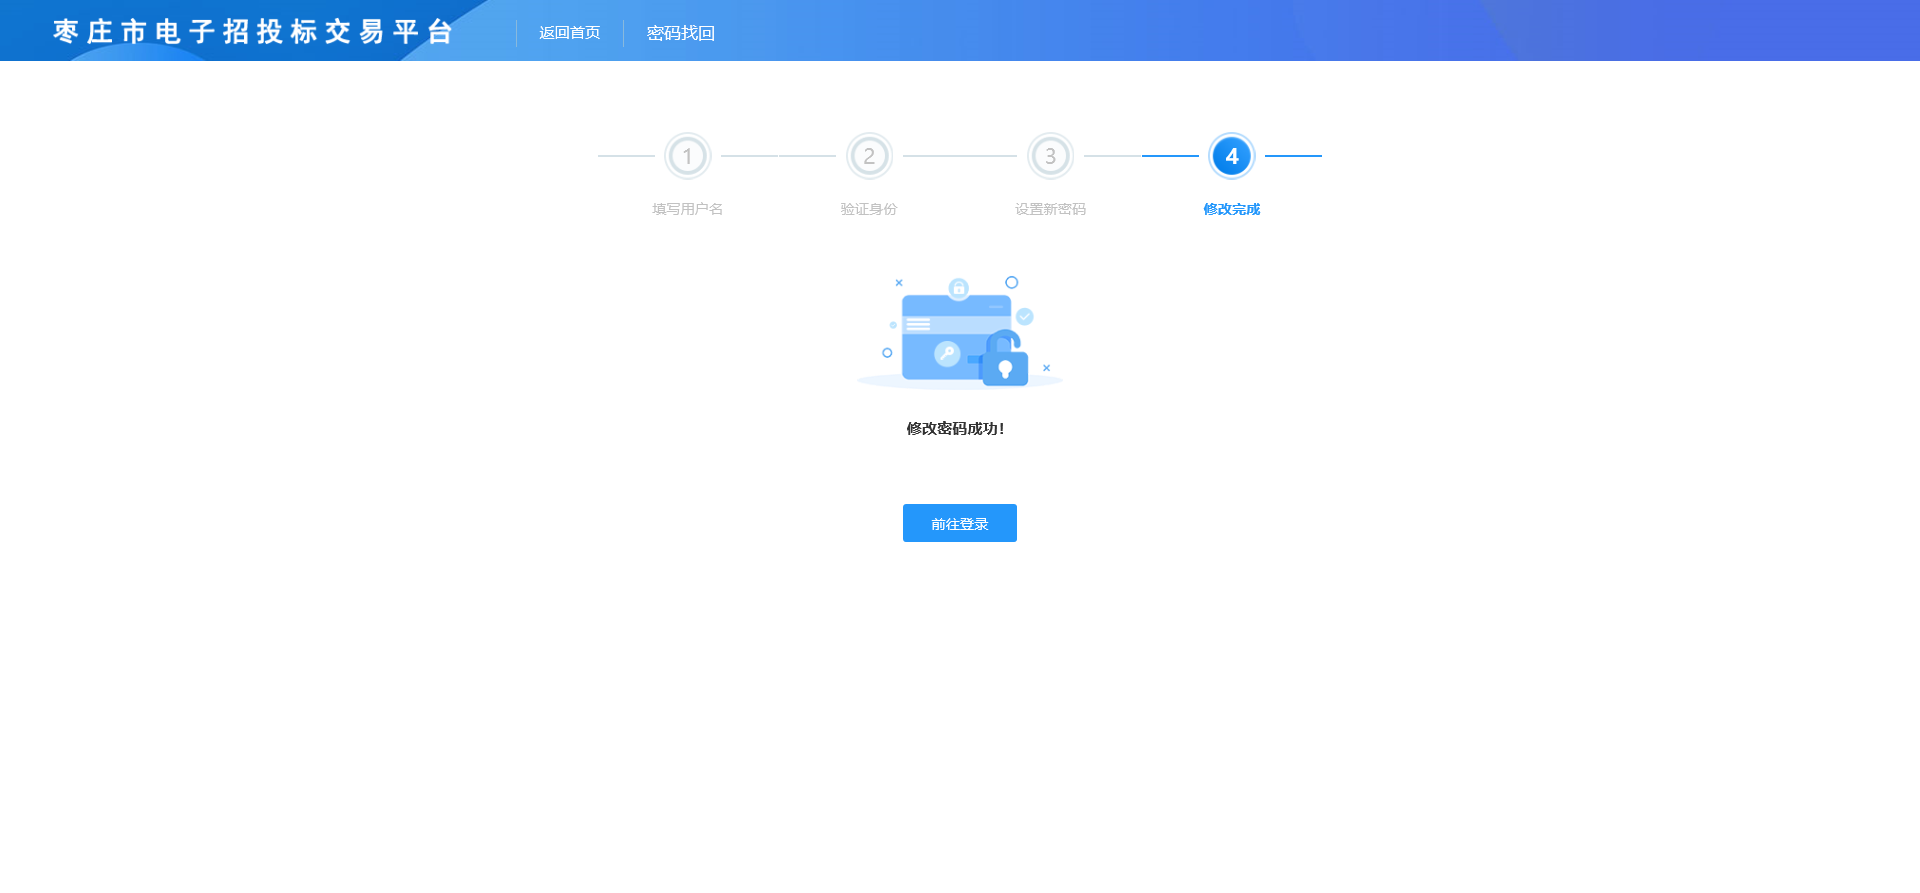 枣庄市电子招投标交易平台 返回首页 密码找回
1 2 3 4
填写用户名 验证身份 设置新密码 修改完成
修改密码成功！
前往登录